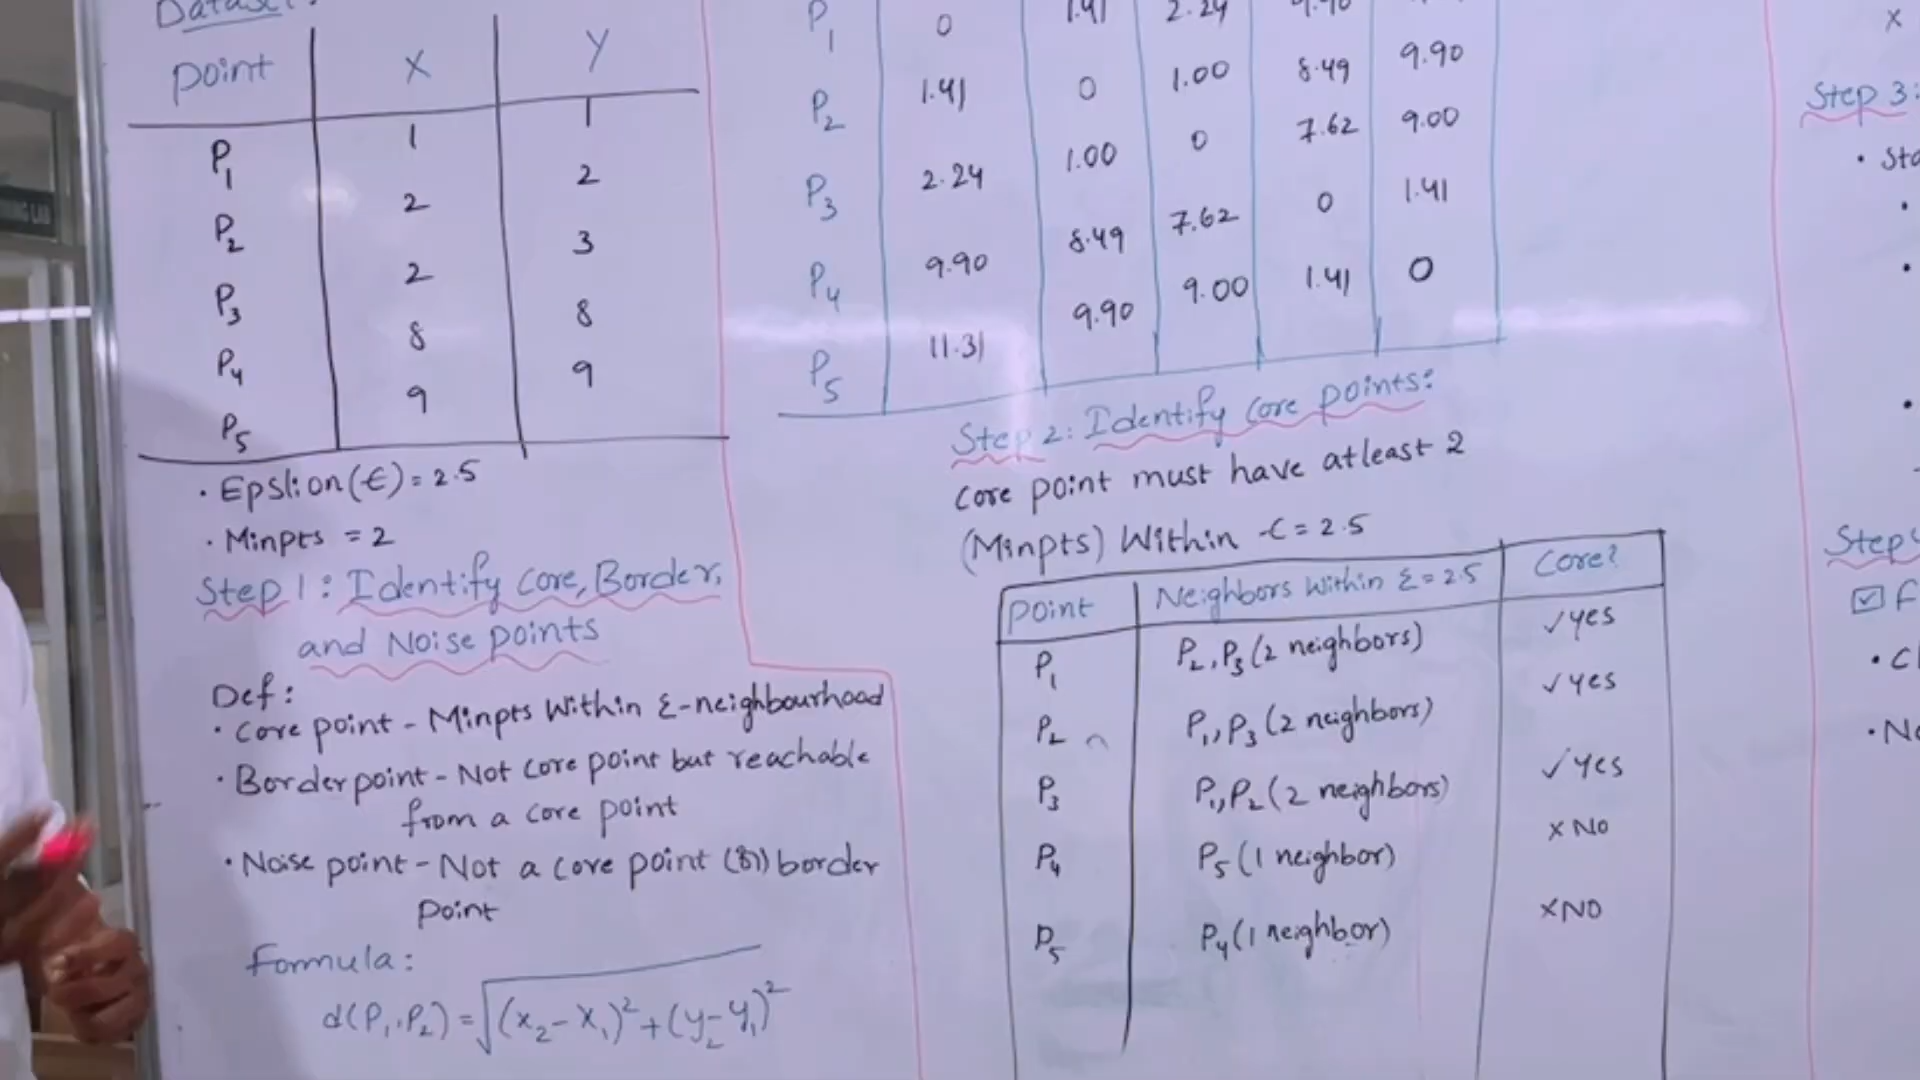 Dataset:
point X Y
P1 1 1
P2 2 2
P3 2 3
P4 8 8
P5 9 9
• Epslion(€) = 2.5
• Minpts = 2
Step 1: Identify Core, Border,
and Noise points
Def:
• Core point - Minpts Within Ɛ-neighbourhood
• Border point - Not core point but reachable
from a core point
• Noise point - Not a core point (or) border
point
Formula:
d(P1, P2) = √(x2-x1)²+(y2-y1)²
P1 0 1.41 2.24 9.90
P2 1.41 0 1.00 8.49 9.90
P3 2.24 1.00 0 7.62 9.00
P4 9.90 8.49 7.62 0 1.41
P5 11.31 9.90 9.00 1.41 0
Step 2: Identify core points:
core point must have atleast 2
(Minpts) Within € = 2.5
point Neighbors Within Ɛ = 2.5 Core?
P1 P2, P3 (2 neighbors) ✓ yes
P2 P1, P3 (2 neighbors) ✓ yes
P3 P1, P2 (2 neighbors) ✓ yes
P4 P5 (1 neighbor) x No
P5 P4 (1 neighbor) x NO
x
Step 3:
Step